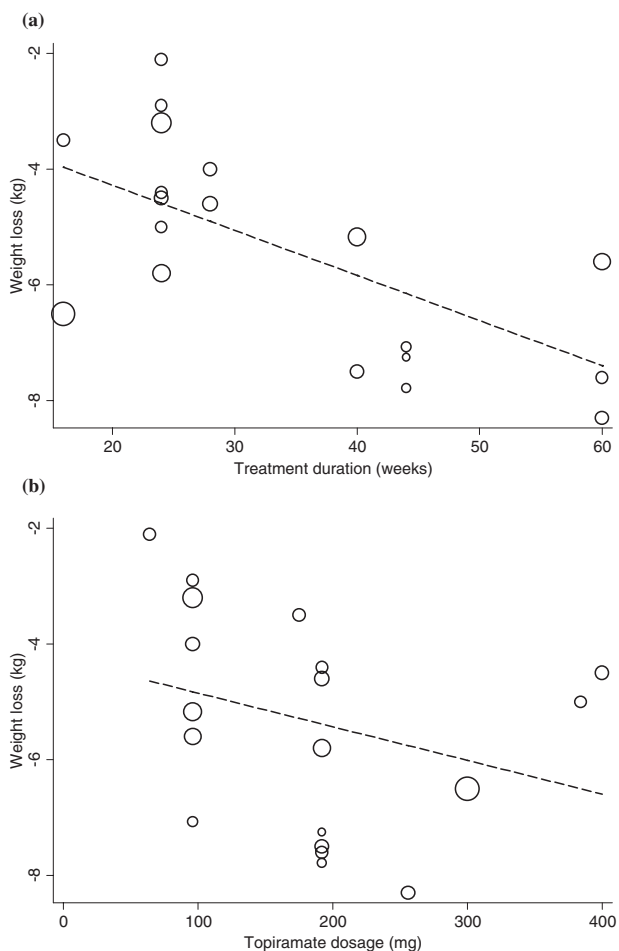 (a)
-2
-4
-6
-8
Weight loss (kg)
20 30 40 50 60
Treatment duration (weeks)
(b)
-2
-4
-6
-8
Weight loss (kg)
0 100 200 300 400
Topiramate dosage (mg)